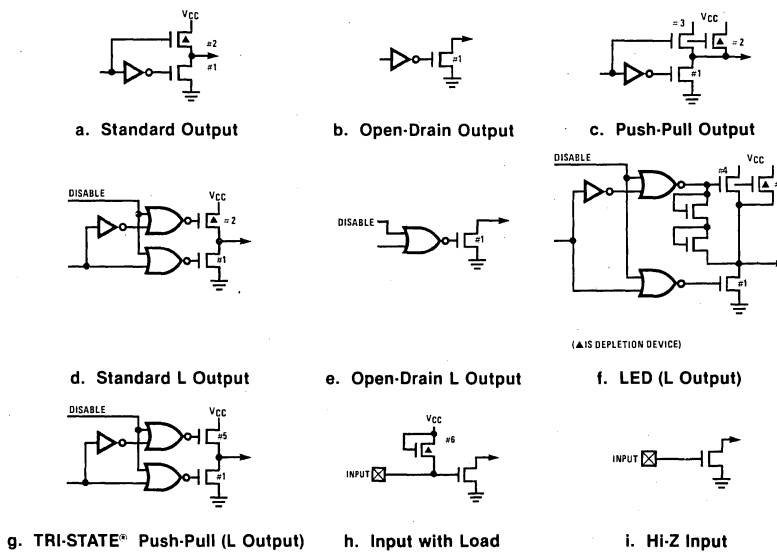 VCC
#2
#1
a. Standard Output
#1
b. Open-Drain Output
= 3
VCC
= 2
#1
c. Push-Pull Output
DISABLE
VCC
= 2
#1
d. Standard L Output
DISABLE
#1
e. Open-Drain L Output
DISABLE
#4
VCC
#1
(▲IS DEPLETION DEVICE)
f. LED (L Output)
DISABLE
VCC
#5
#1
g. TRI-STATE® Push-Pull (L Output)
VCC
#6
INPUT
h. Input with Load
INPUT
i. Hi-Z Input